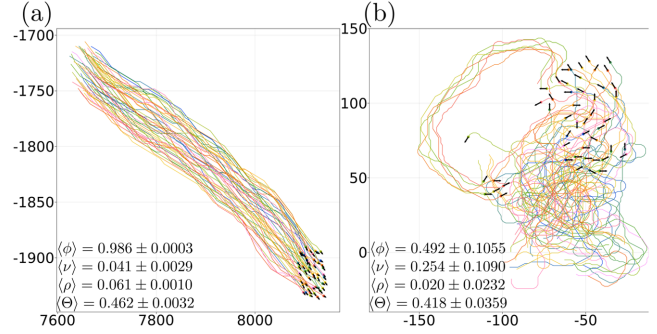 (a)
-1700
-1750
-1800
-1850
-1900
7600
7800
8000
⟨ϕ⟩ = 0.986 ± 0.0003
⟨ν⟩ = 0.041 ± 0.0029
⟨ρ⟩ = 0.061 ± 0.0010
⟨Θ⟩ = 0.462 ± 0.0032
(b)
150
100
50
0
-150
-100
-50
⟨ϕ⟩ = 0.492 ± 0.1055
⟨ν⟩ = 0.254 ± 0.1090
⟨ρ⟩ = 0.020 ± 0.0232
⟨Θ⟩ = 0.418 ± 0.0359